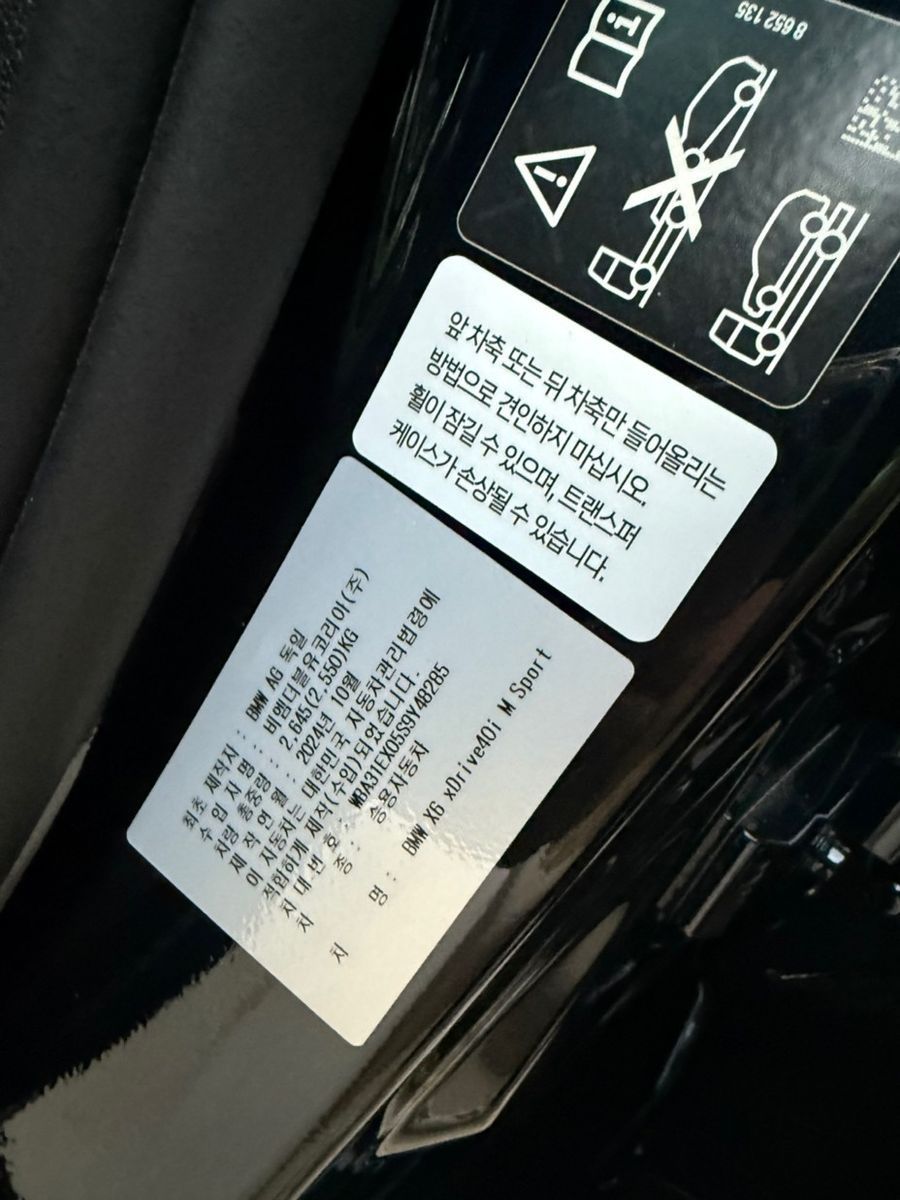 8 652 135
앞 차축 또는 뒤 차축만 들어올리는
방법으로 견인하지 마십시오.
휠이 잠길 수 있으며, 트랜스퍼
케이스가 손상될 수 있습니다.
최초 제작자 : BMW AG 독일
수 입 자 명 : 비엠더블유코리아(주)
차량 총중량 : 2,645(2,550)KG
제 작 연 월 : 2024년 10월
이 자동차는 대한민국 자동차관리법령에
적합하게 제작(수입)되었습니다.
차 대 번 호 : WBA31EX05S9Y48285
차 종 : 승용자동차
차 명 : BMW X6 xDrive40i M Sport